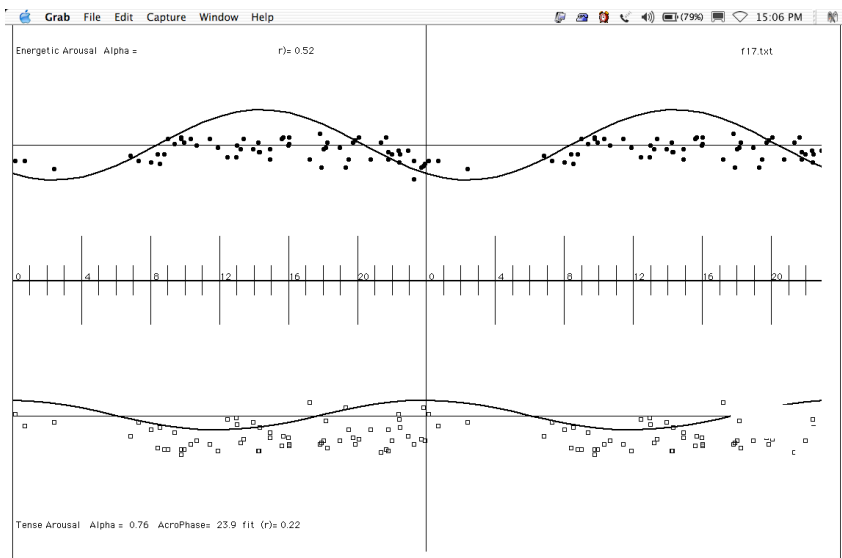 Grab File Edit Capture Window Help (79%) 15:06 PM
Energetic Arousal Alpha = r)= 0.52 f17.txt
0 4 8 12 16 20 0 4 8 12 16 20
Tense Arousal Alpha = 0.76 AcroPhase= 23.9 fit (r)= 0.22